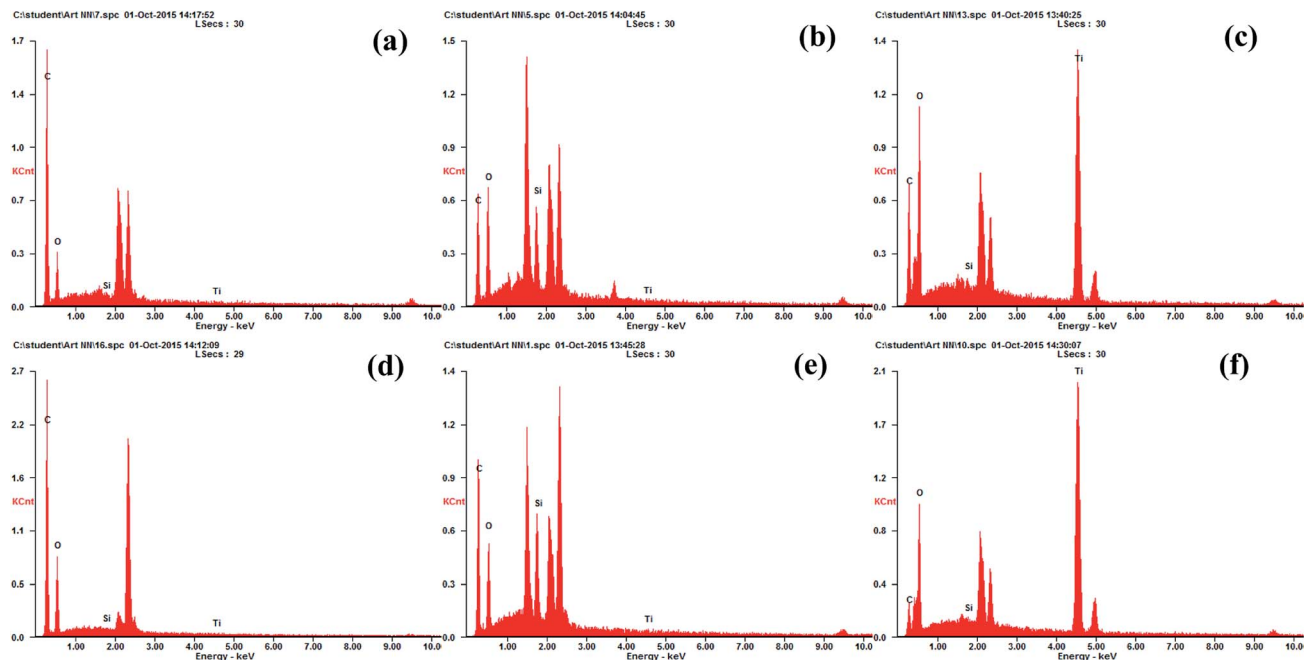 C:\student\Art NN\7.spc 01-Oct-2015 14:17:52
LSecs : 30
(a)
1.7
1.4
1.0
KCnt
0.7
0.3
0.0
C
O
Si
Ti
1.00 2.00 3.00 4.00 5.00 6.00 7.00 8.00 9.00 10.0
Energy - keV
C:\student\Art NN\5.spc 01-Oct-2015 14:04:45
LSecs : 30
(b)
1.5
1.2
0.9
KCnt
0.6
0.3
0.0
C
O
Si
Ti
1.00 2.00 3.00 4.00 5.00 6.00 7.00 8.00 9.00 10.0
Energy - keV
C:\student\Art NN\13.spc 01-Oct-2015 13:40:25
LSecs : 30
(c)
1.4
1.2
0.9
KCnt
0.6
0.3
0.0
C
O
Si
Ti
1.00 2.00 3.00 4.00 5.00 6.00 7.00 8.00 9.00 10.0
Energy - keV
C:\student\Art NN\16.spc 01-Oct-2015 14:12:09
LSecs : 29
(d)
2.7
2.2
1.6
KCnt
1.1
0.5
0.0
C
O
Si
Ti
1.00 2.00 3.00 4.00 5.00 6.00 7.00 8.00 9.00 10.0
Energy - keV
C:\student\Art NN\1.spc 01-Oct-2015 13:45:28
LSecs : 30
(e)
1.4
1.2
0.9
KCnt
0.6
0.3
0.0
C
O
Si
Ti
1.00 2.00 3.00 4.00 5.00 6.00 7.00 8.00 9.00 10.0
Energy - keV
C:\student\Art NN\10.spc 01-Oct-2015 14:30:07
LSecs : 30
(f)
2.1
1.7
1.3
KCnt
0.8
0.4
0.0
C
O
Si
Ti
1.00 2.00 3.00 4.00 5.00 6.00 7.00 8.00 9.00 10.0
Energy - keV